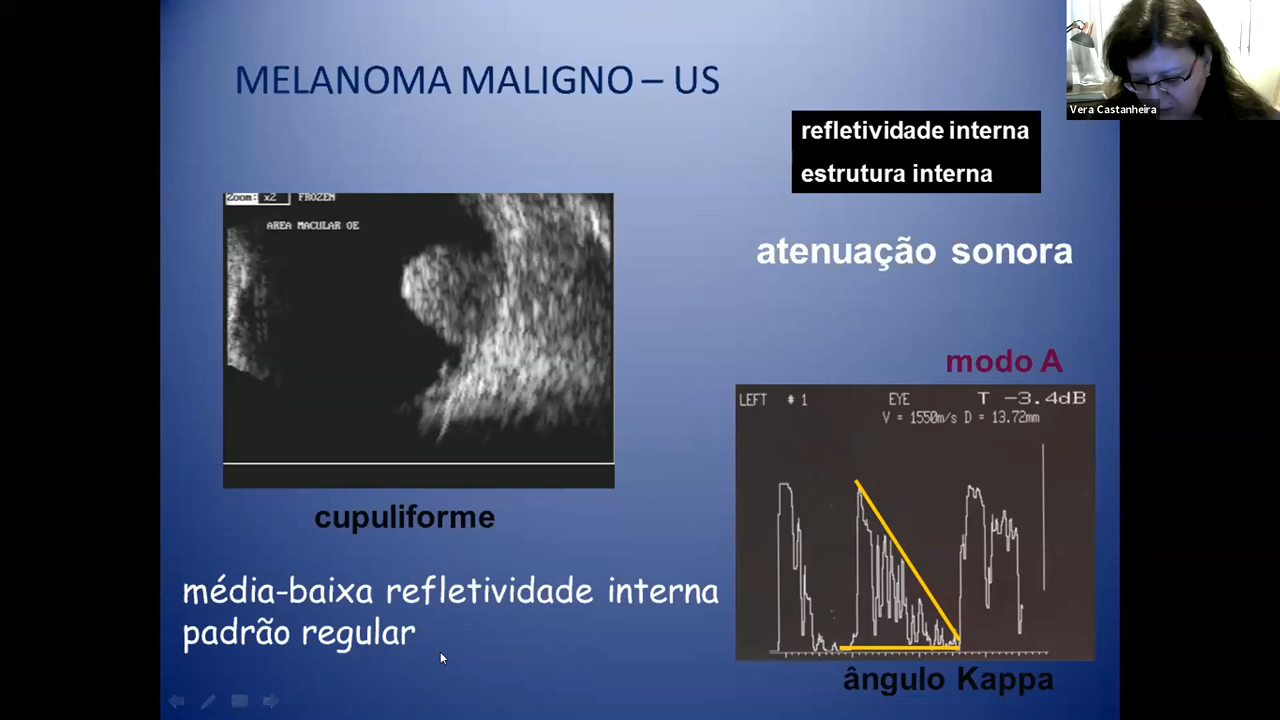 MELANOMA MALIGNO – US
Vera Castanheira
refletividade interna
estrutura interna
Zoom: x2 FROZEN
AREA MACULAR OE
atenuação sonora
modo A
LEFT # 1 EYE T -3.4dB
V = 1550m/s D = 13.72mm
cupuliforme
média-baixa refletividade interna
padrão regular
ângulo Kappa